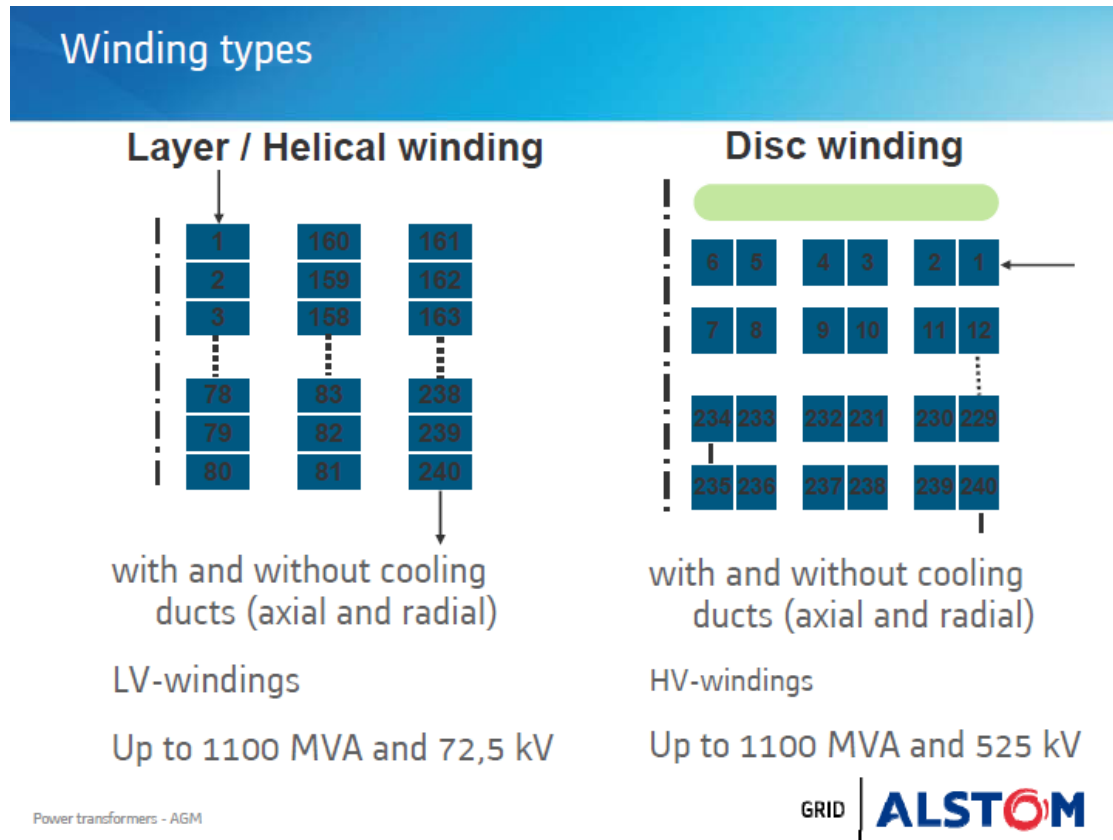 Winding types
Layer / Helical winding
1 160 161
2 159 162
3 158 163
78 83 238
79 82 239
80 81 240
with and without cooling
ducts (axial and radial)
LV-windings
Up to 1100 MVA and 72,5 kV
Disc winding
6 5 4 3 2 1
7 8 9 10 11 12
234 233 232 231 230 229
235 236 237 238 239 240
with and without cooling
ducts (axial and radial)
HV-windings
Up to 1100 MVA and 525 kV
Power transformers - AGM
GRID ALSTOM